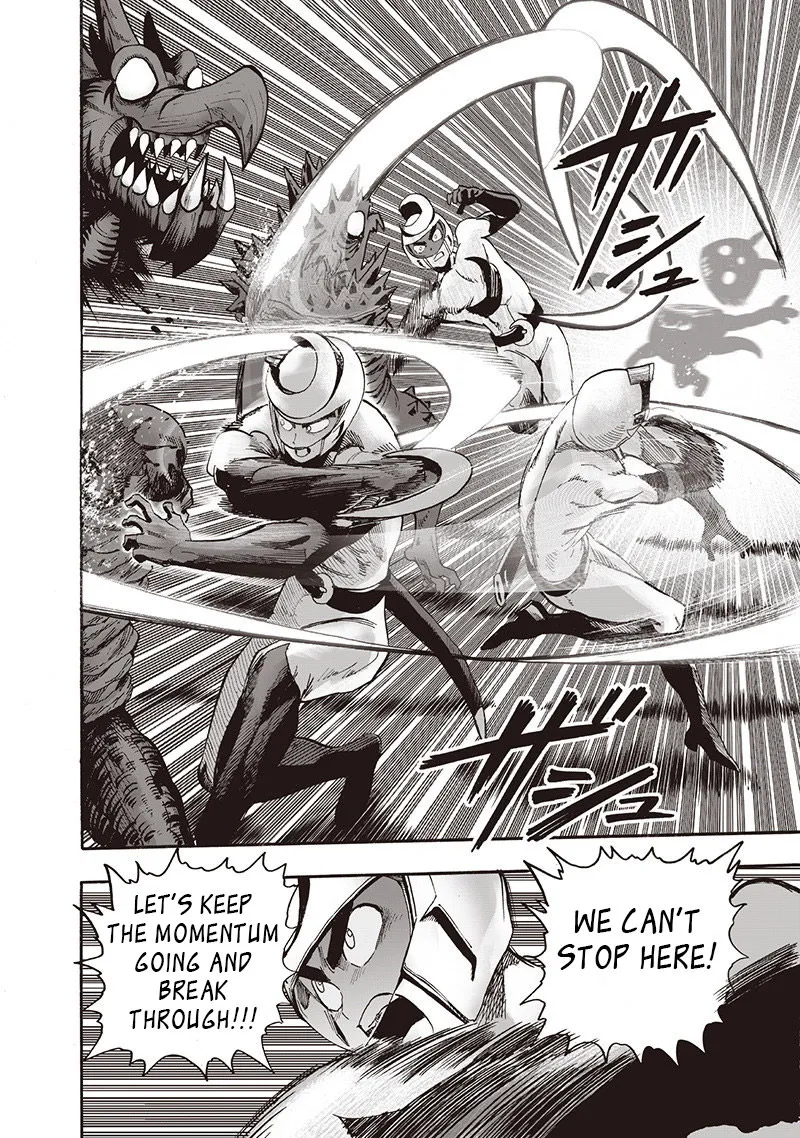 ザ
シュ
ザ
シュ
WE CAN'T
STOP HERE!
LET'S KEEP
THE MOMENTUM
GOING AND
BREAK
THROUGH!!!